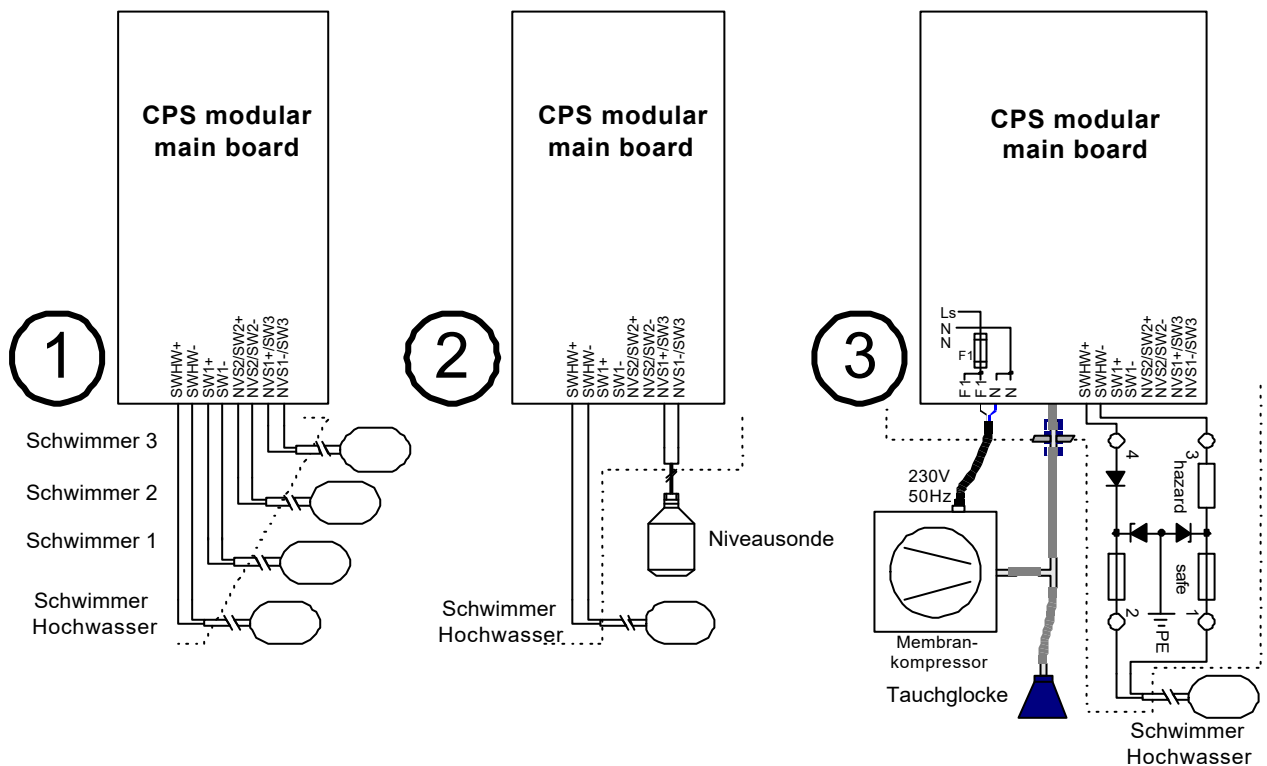 CPS modular
main board
1
SWHW+
SWHW-
SW1+
SW1-
NVS2/SW2+
NVS2/SW2-
NVS1+/SW3
NVS1-/SW3
Schwimmer 3
Schwimmer 2
Schwimmer 1
Schwimmer
Hochwasser
CPS modular
main board
2
SWHW+
SWHW-
SW1+
SW1-
NVS2/SW2+
NVS2/SW2-
NVS1+/SW3
NVS1-/SW3
Niveausonde
Schwimmer
Hochwasser
CPS modular
main board
3
Ls
N
N
F1
F1
F1
N
N
SWHW+
SWHW-
SW1+
SW1-
NVS2/SW2+
NVS2/SW2-
NVS1+/SW3
NVS1-/SW3
230V
50Hz
Membran-
kompressor
Tauchglocke
4
3
hazard
safe
2
1
PE
Schwimmer
Hochwasser